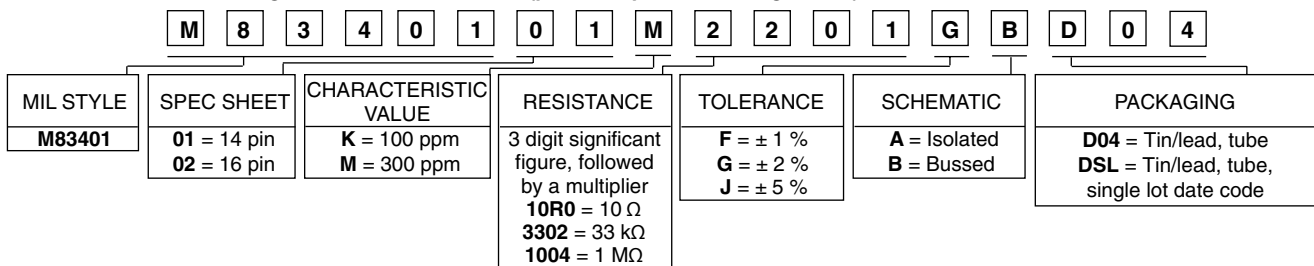 M 8 3 4 0 1 0 1 M 2 2 0 1 G B D 0 4
MIL STYLE
M83401
SPEC SHEET
01 = 14 pin
02 = 16 pin
CHARACTERISTIC
VALUE
K = 100 ppm
M = 300 ppm
RESISTANCE
3 digit significant
figure, followed
by a multiplier
10R0 = 10 Ω
3302 = 33 kΩ
1004 = 1 MΩ
TOLERANCE
F = ± 1 %
G = ± 2 %
J = ± 5 %
SCHEMATIC
A = Isolated
B = Bussed
PACKAGING
D04 = Tin/lead, tube
DSL = Tin/lead, tube,
single lot date code